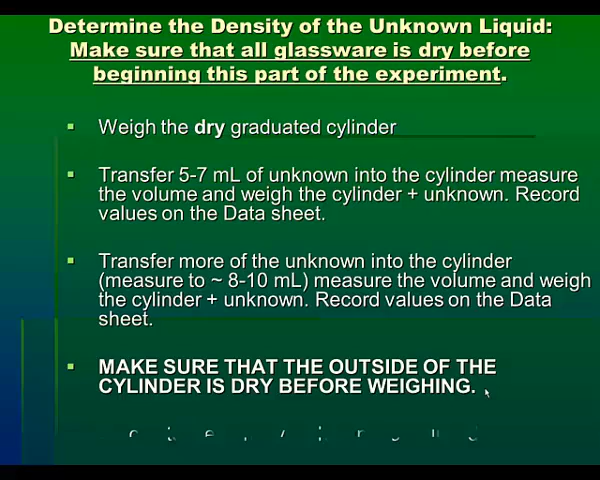 Determine the Density of the Unknown Liquid:
Make sure that all glassware is dry before
beginning this part of the experiment.
Weigh the dry graduated cylinder
Transfer 5-7 mL of unknown into the cylinder measure
the volume and weigh the cylinder + unknown. Record
values on the Data sheet.
Transfer more of the unknown into the cylinder
(measure to ~ 8-10 mL) measure the volume and weigh
the cylinder + unknown. Record values on the Data
sheet.
MAKE SURE THAT THE OUTSIDE OF THE
CYLINDER IS DRY BEFORE WEIGHING.